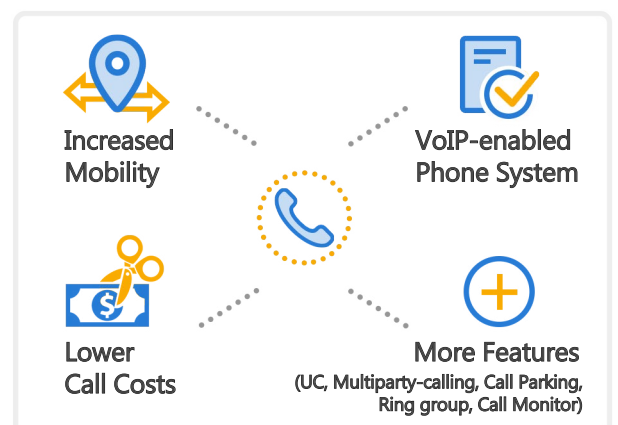 Increased
Mobility
VoIP-enabled
Phone System
$
Lower
Call Costs
More Features
(UC, Multiparty-calling, Call Parking,
Ring group, Call Monitor)